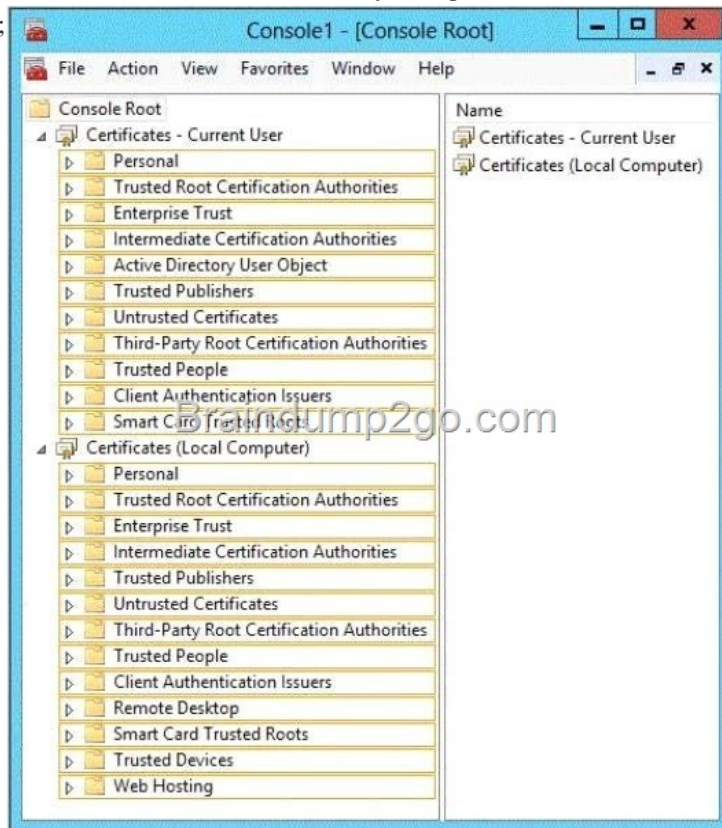 ;
Console1 - [Console Root]
File Action View Favorites Window Help
Console Root
Certificates - Current User
Personal
Trusted Root Certification Authorities
Enterprise Trust
Intermediate Certification Authorities
Active Directory User Object
Trusted Publishers
Untrusted Certificates
Third-Party Root Certification Authorities
Trusted People
Client Authentication Issuers
Smart Card Trusted Roots
Certificates (Local Computer)
Personal
Trusted Root Certification Authorities
Enterprise Trust
Intermediate Certification Authorities
Trusted Publishers
Untrusted Certificates
Third-Party Root Certification Authorities
Trusted People
Client Authentication Issuers
Remote Desktop
Smart Card Trusted Roots
Trusted Devices
Web Hosting
Name
Certificates - Current User
Certificates (Local Computer)
Braindump2go.com